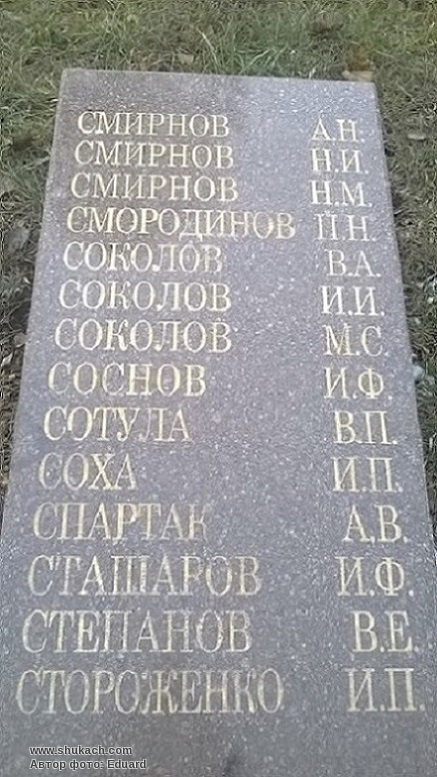 СМИРНОВ А.Н.
СМИРНОВ Н.И.
СМИРНОВ Н.М.
СМОРОДИНОВ П.Н.
СОКОЛОВ В.А.
СОКОЛОВ И.И.
СОКОЛОВ М.С.
СОСНОВ И.Ф.
СОТУЛА В.П.
СОХА И.П.
СПАРТАК А.В.
СТАШАРОВ И.Ф.
СТЕПАНОВ В.Е.
СТОРОЖЕНКО И.П.
www.shukach.com
Автор фото: Eduard